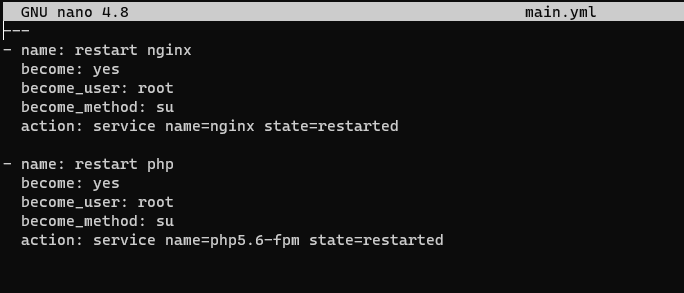 GNU nano 4.8 main.yml
---
- name: restart nginx
  become: yes
  become_user: root
  become_method: su
  action: service name=nginx state=restarted

- name: restart php
  become: yes
  become_user: root
  become_method: su
  action: service name=php5.6-fpm state=restarted